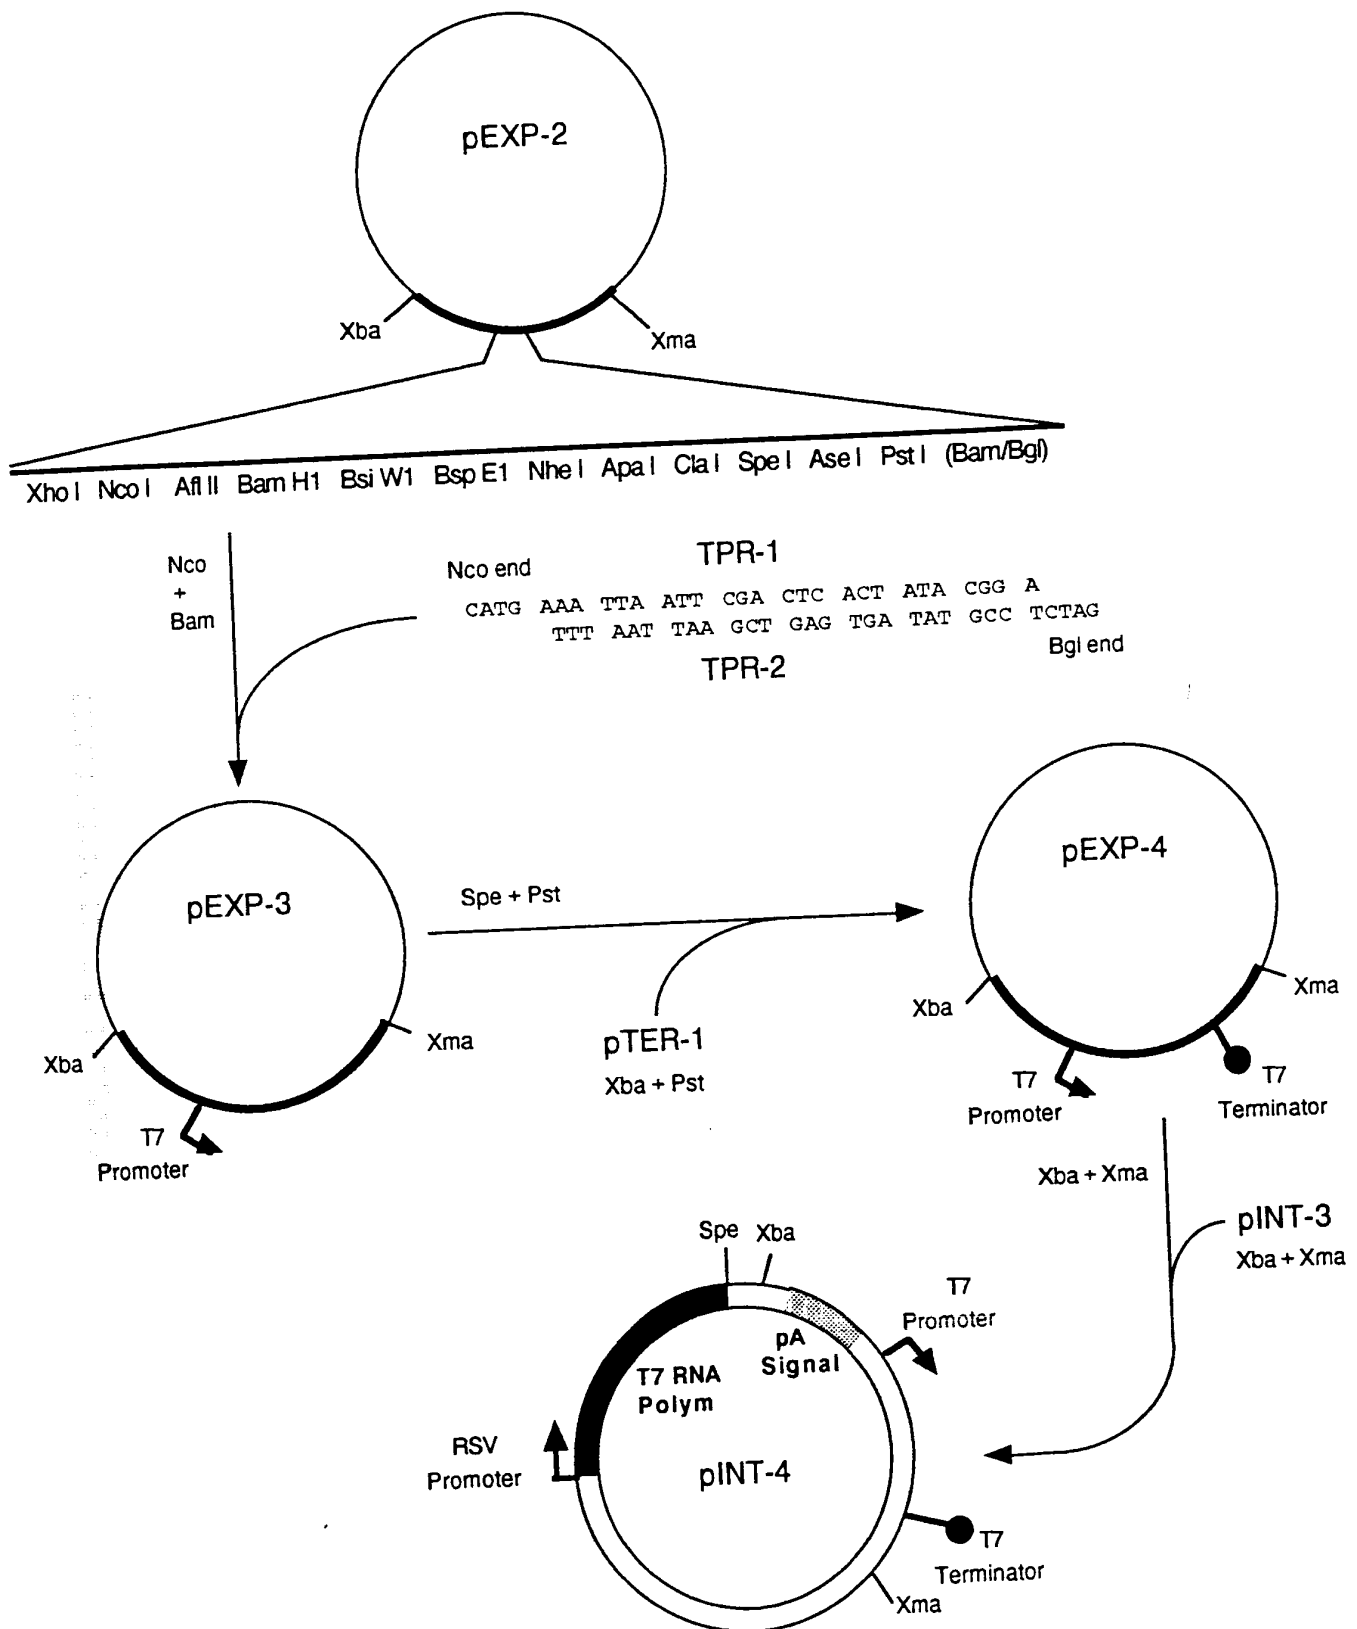 pEXP-2
Xba
Xma
Xho I Nco I Afl II Bam H1 Bsi W1 Bsp E1 Nhe I Apa I Cla I Spe I Ase I Pst I (Bam/Bgl)
Nco
+
Bam
TPR-1
Nco end
CATG AAA TTA ATT CGA CTC ACT ATA CGG A
TTT AAT TAA GCT GAG TGA TAT GCC TCTAG
Bgl end
TPR-2
pEXP-3
Xba
Xma
T7
Promoter
Spe + Pst
pTER-1
Xba + Pst
pEXP-4
Xba
Xma
T7
Promoter
T7
Terminator
Xba + Xma
pINT-3
Xba + Xma
Spe
Xba
T7
Promoter
pA
Signal
T7 RNA
Polym
RSV
Promoter
pINT-4
T7
Terminator
Xma